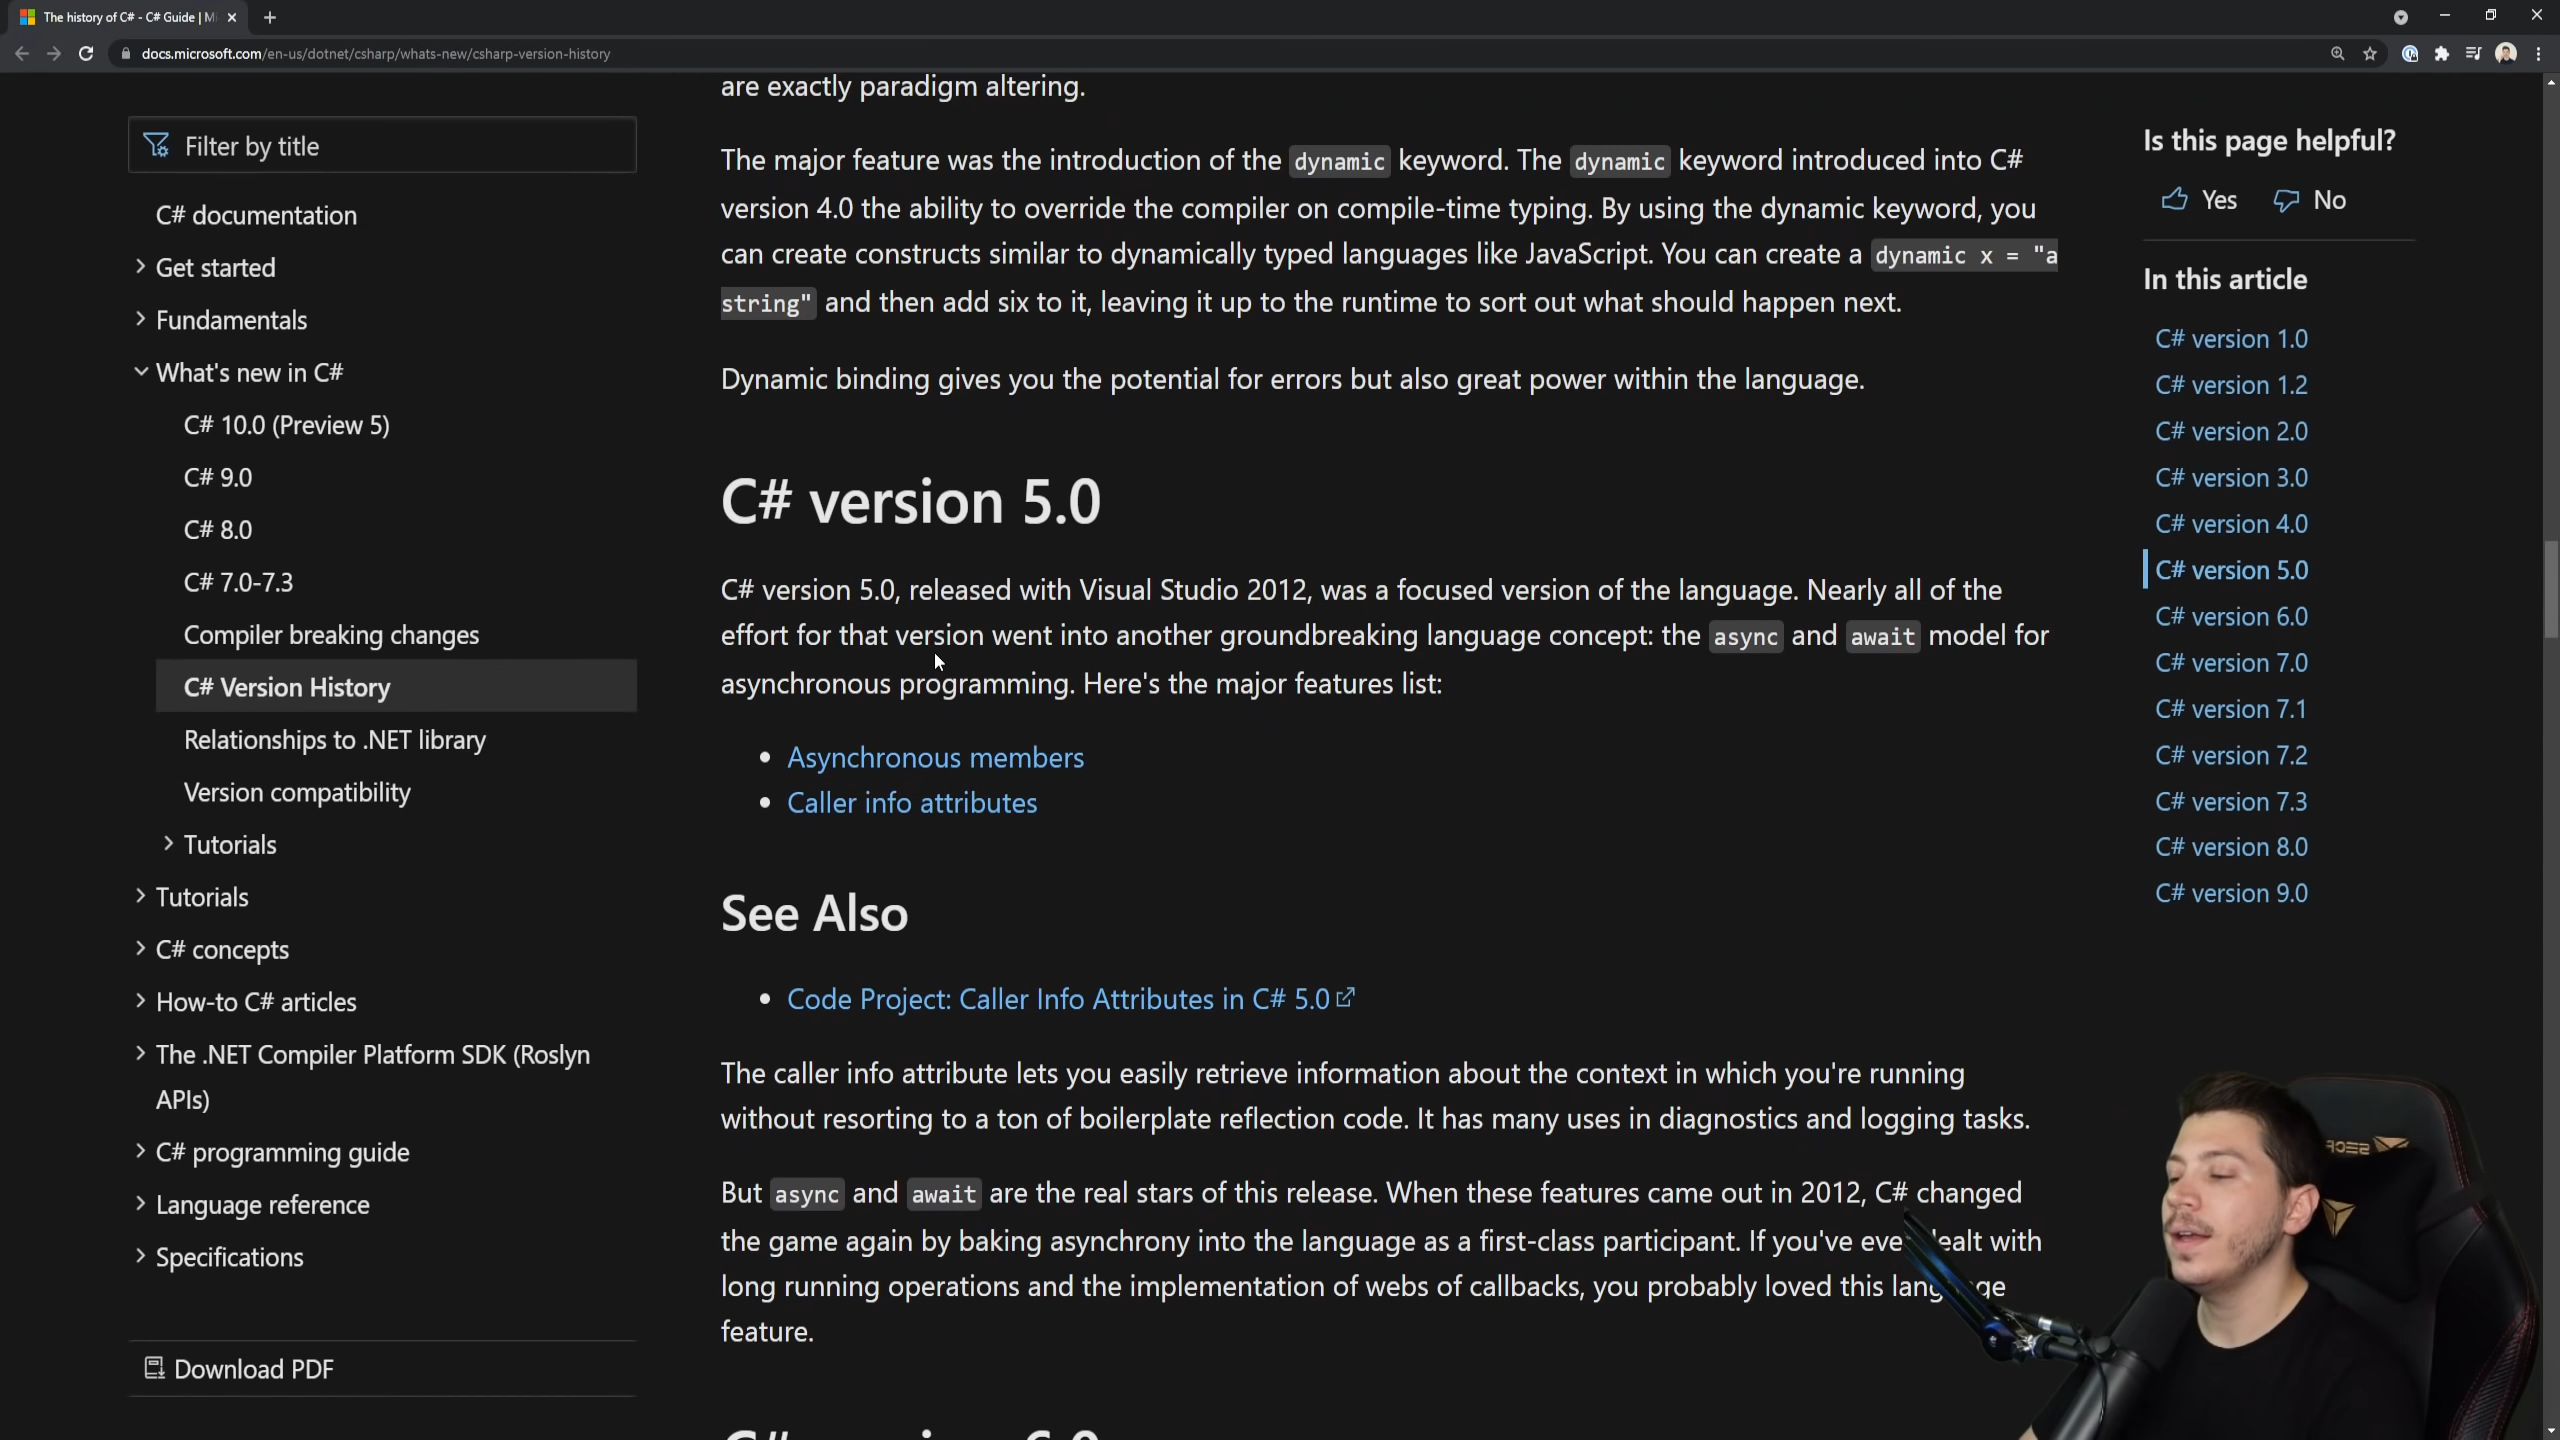 The history of C# - C# Guide | Mi
docs.microsoft.com/en-us/dotnet/csharp/whats-new/csharp-version-history
Filter by title
C# documentation
Get started
Fundamentals
What's new in C#
C# 10.0 (Preview 5)
C# 9.0
C# 8.0
C# 7.0-7.3
Compiler breaking changes
C# Version History
Relationships to .NET library
Version compatibility
Tutorials
Tutorials
C# concepts
How-to C# articles
The .NET Compiler Platform SDK (Roslyn
APIs)
C# programming guide
Language reference
Specifications
Download PDF
are exactly paradigm altering.
The major feature was the introduction of the dynamic keyword. The dynamic keyword introduced into C#
version 4.0 the ability to override the compiler on compile-time typing. By using the dynamic keyword, you
can create constructs similar to dynamically typed languages like JavaScript. You can create a dynamic x = "a
string" and then add six to it, leaving it up to the runtime to sort out what should happen next.
Dynamic binding gives you the potential for errors but also great power within the language.
C# version 5.0
C# version 5.0, released with Visual Studio 2012, was a focused version of the language. Nearly all of the
effort for that version went into another groundbreaking language concept: the async and await model for
asynchronous programming. Here's the major features list:
• Asynchronous members
• Caller info attributes
See Also
• Code Project: Caller Info Attributes in C# 5.0
The caller info attribute lets you easily retrieve information about the context in which you're running
without resorting to a ton of boilerplate reflection code. It has many uses in diagnostics and logging tasks.
But async and await are the real stars of this release. When these features came out in 2012, C# changed
the game again by baking asynchrony into the language as a first-class participant. If you've eve ealt with
long running operations and the implementation of webs of callbacks, you probably loved this lang ge
feature.
C# version 6.0
Is this page helpful?
Yes No
In this article
C# version 1.0
C# version 1.2
C# version 2.0
C# version 3.0
C# version 4.0
C# version 5.0
C# version 6.0
C# version 7.0
C# version 7.1
C# version 7.2
C# version 7.3
C# version 8.0
C# version 9.0